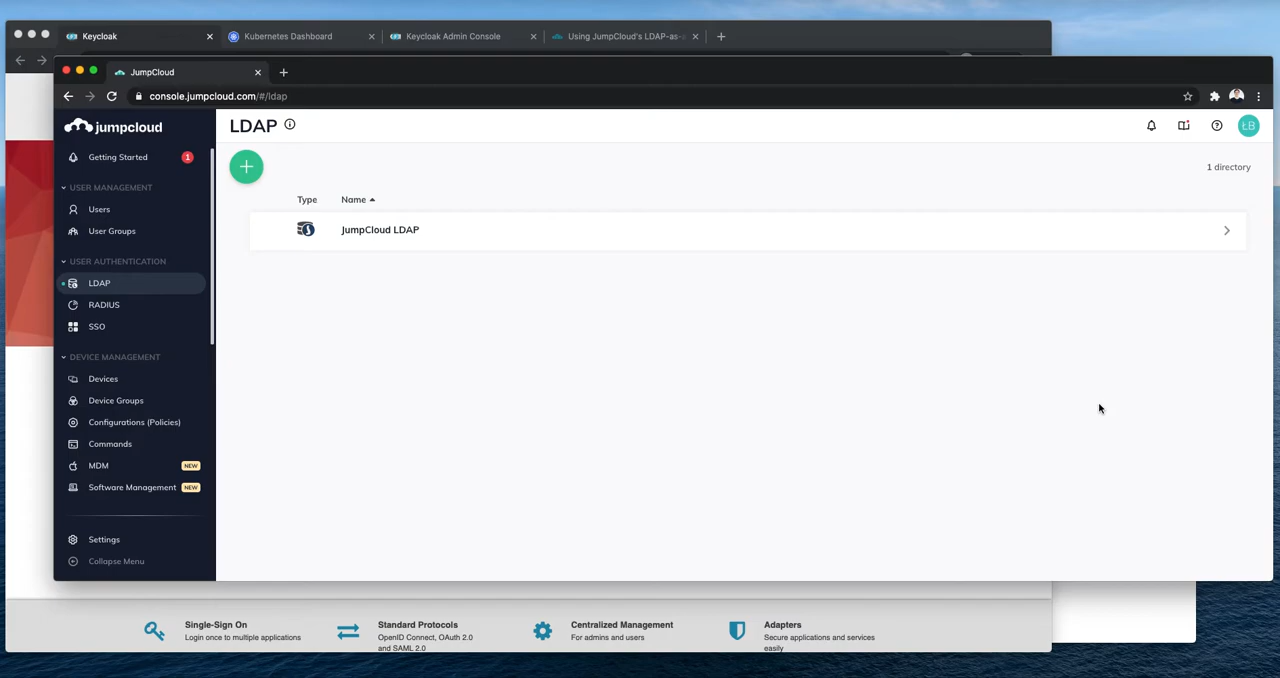 Keycloak
Kubernetes Dashboard
Keycloak Admin Console
Using JumpCloud's LDAP-as-
JumpCloud
console.jumpcloud.com/#/ldap
jumpcloud
Getting Started
1
USER MANAGEMENT
Users
User Groups
USER AUTHENTICATION
LDAP
RADIUS
SSO
DEVICE MANAGEMENT
Devices
Device Groups
Configurations (Policies)
Commands
MDM
NEW
Software Management
NEW
Settings
Collapse Menu
LDAP
ŁB
1 directory
Type
Name
JumpCloud LDAP
Single-Sign On
Login once to multiple applications
Standard Protocols
OpenID Connect, OAuth 2.0
and SAML 2.0
Centralized Management
For admins and users
Adapters
Secure applications and services
easily